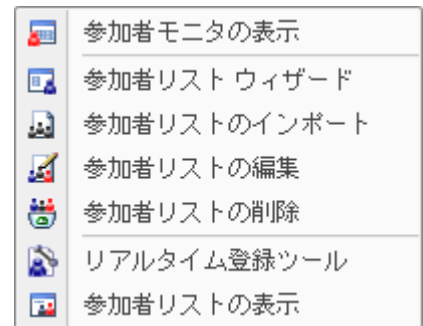 参加者モニタの表示
参加者リスト ウィザード
参加者リストのインポート
参加者リストの編集
参加者リストの削除
リアルタイム登録ツール
参加者リストの表示